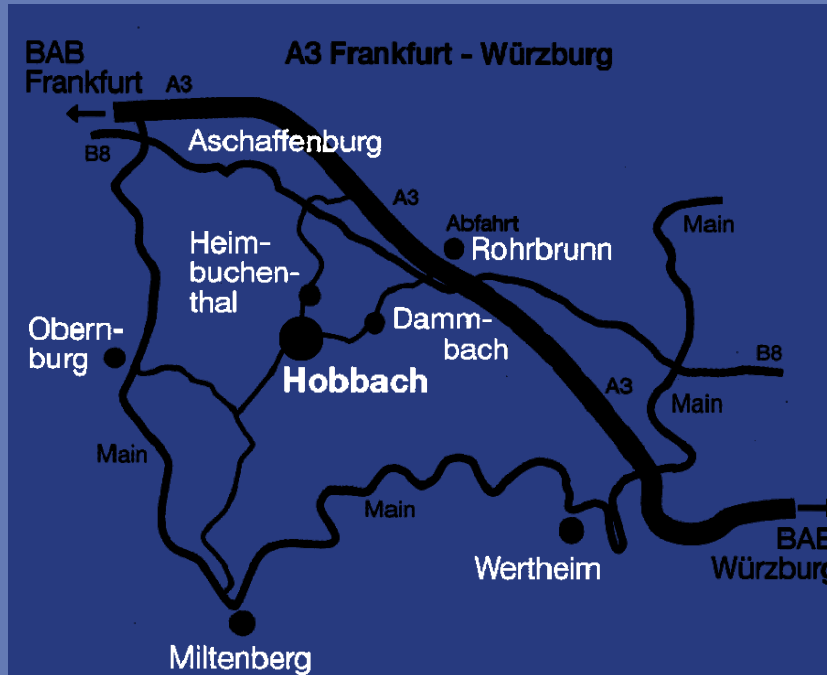 BAB
Frankfurt
A3 Frankfurt - Würzburg
A3
B8
Aschaffenburg
A3
Abfahrt
Rohrbrunn
Main
Heim-
buchen-
thal
Obern-
burg
Damm-
bach
Hobbach
B8
A3
Main
Main
Main
Wertheim
BAB
Würzburg
Miltenberg